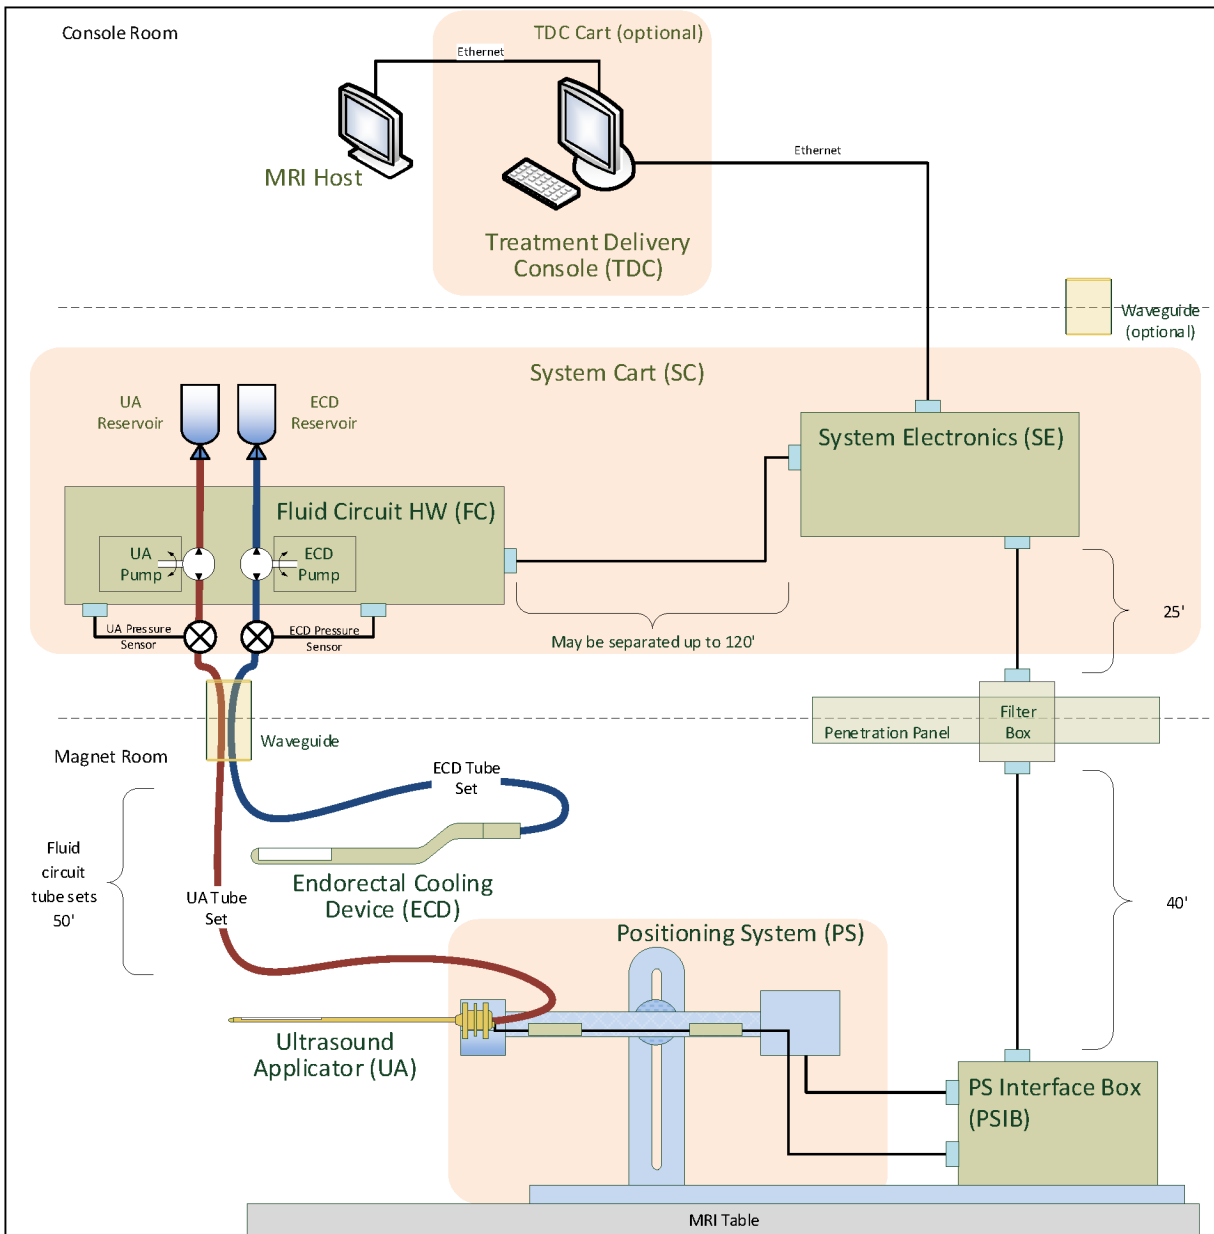 Console Room
TDC Cart (optional)
Ethernet
MRI Host
Ethernet
Treatment Delivery
Console (TDC)
Waveguide
(optional)
System Cart (SC)
UA
Reservoir
ECD
Reservoir
System Electronics (SE)
Fluid Circuit HW (FC)
UA
Pump
ECD
Pump
UA Pressure
Sensor
ECD Pressure
Sensor
May be separated up to 120'
25'
Filter
Box
Penetration Panel
Waveguide
Magnet Room
ECD Tube
Set
Fluid
circuit
tube sets
50'
Endorectal Cooling
Device (ECD)
UA Tube
Set
40'
Positioning System (PS)
Ultrasound
Applicator (UA)
PS Interface Box
(PSIB)
MRI Table